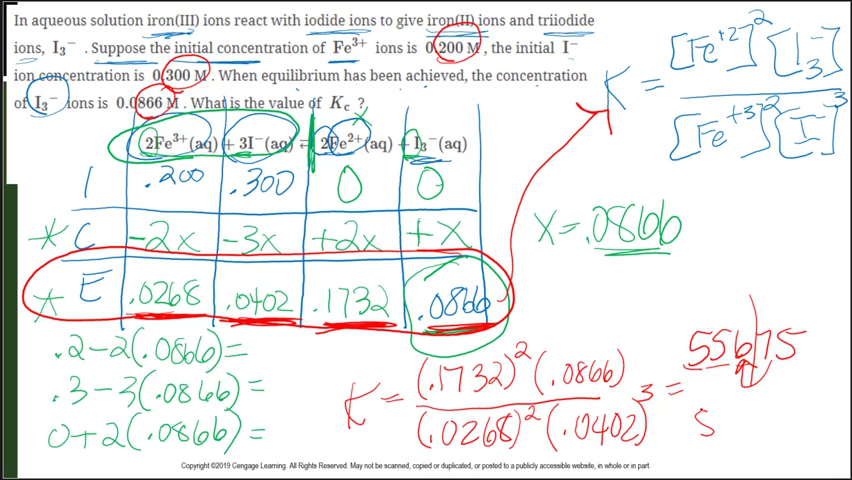 In aqueous solution iron(III) ions react with iodide ions to give iron(II) ions and triiodide
ions, I₃⁻ . Suppose the initial concentration of Fe³⁺ ions is 0.200 M , the initial I⁻
ion concentration is 0.300 M . When equilibrium has been achieved, the concentration
of I₃⁻ ions is 0.0866 M . What is the value of K_c ?
x
2Fe³⁺(aq) + 3I⁻(aq) ⇌ 2Fe²⁺(aq) + I₃⁻(aq)
I .200 .300 0 0
* C -2x -3x +2x +x
* E .0268 .0402 .1732 .0866
.2-2(.0866)=
.3-3(.0866)=
0+2(.0866)=
K = [Fe⁺²]² [I₃⁻]
[Fe⁺³]² [I⁻]³
x = .0866
K = (.1732)² (.0866)
(.0268)² (.0402)³ =
556|75
5
Copyright ©2019 Cengage Learning. All Rights Reserved. May not be scanned, copied or duplicated, or posted to a publicly accessible website, in whole or in part.